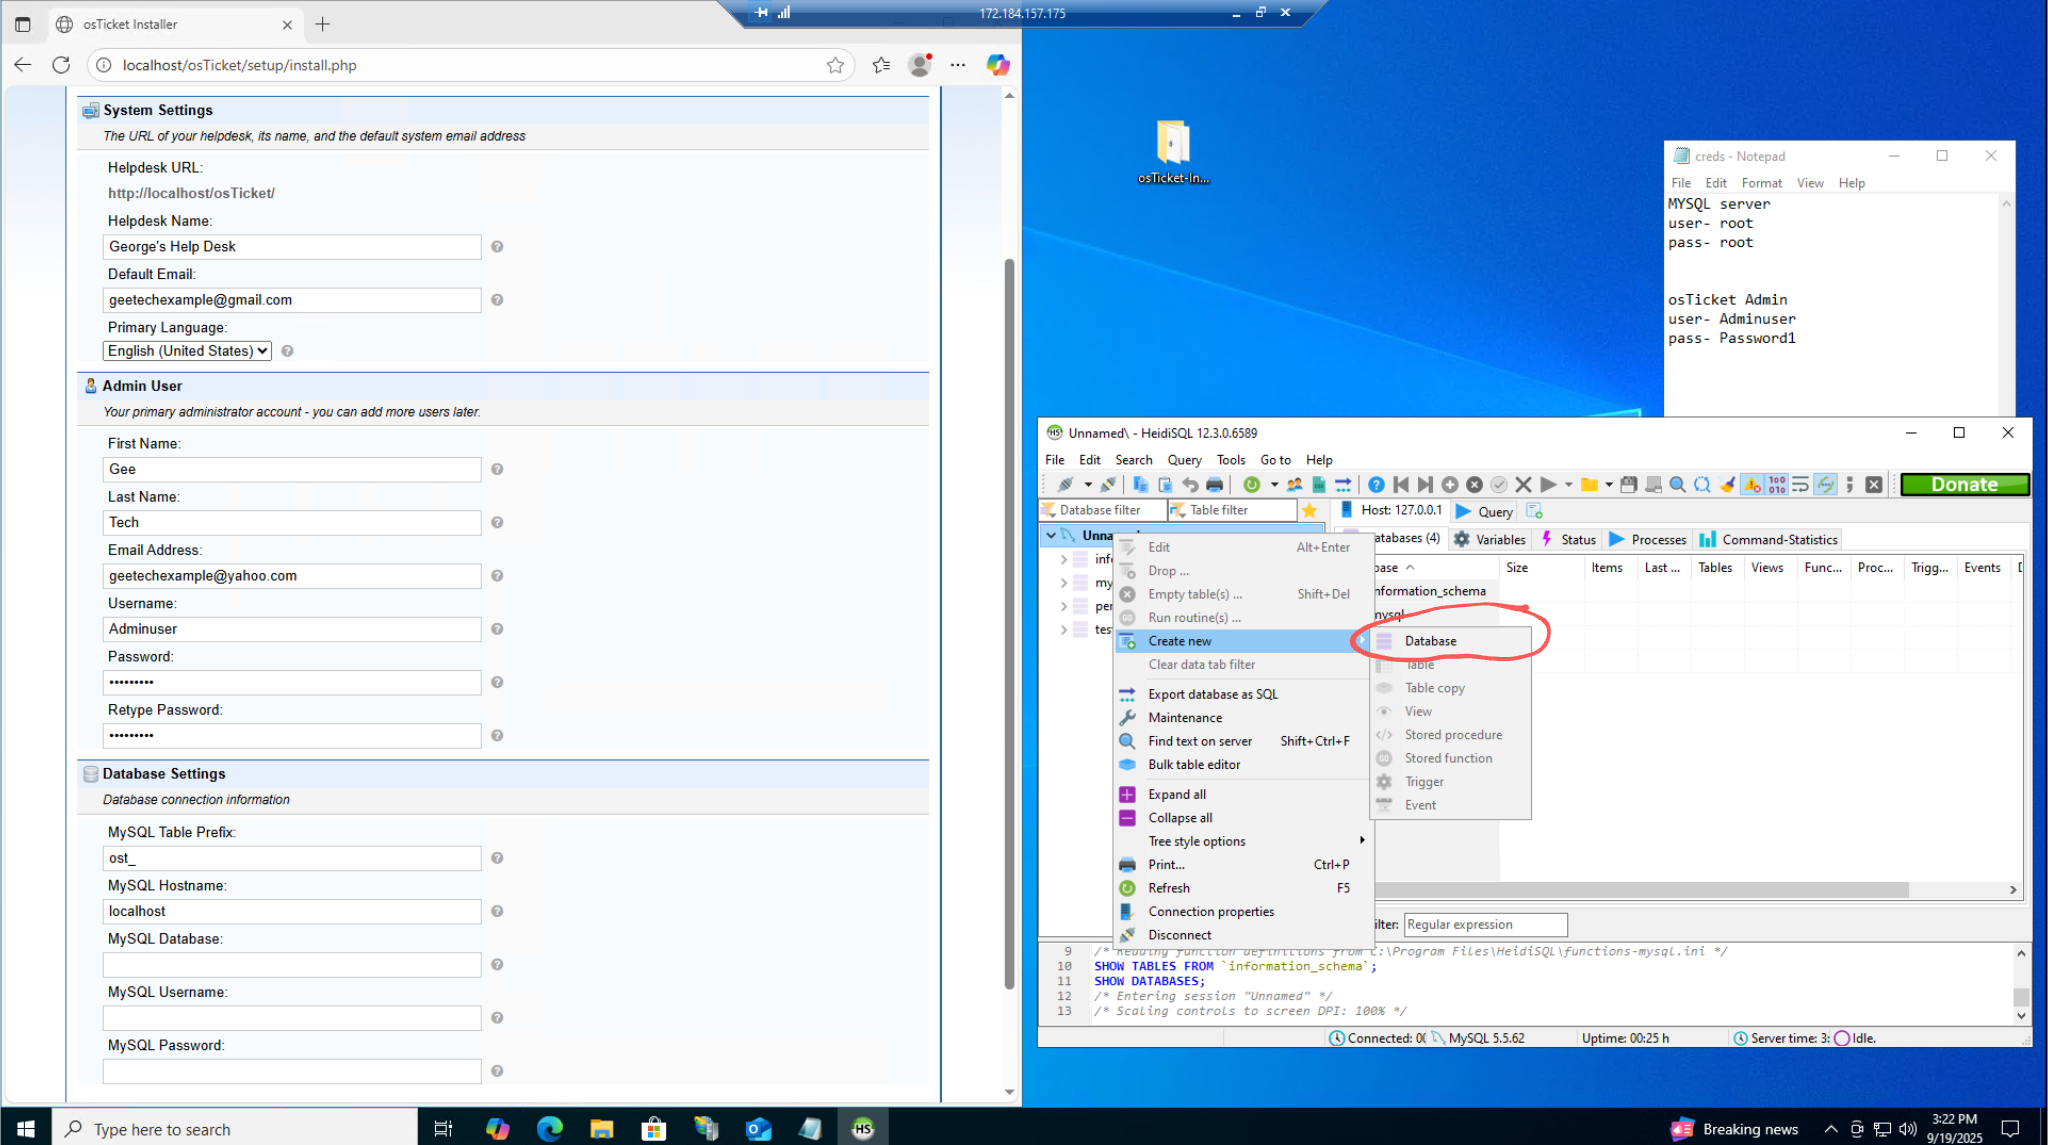 osTicket Installer
172.184.157.175
localhost/osTicket/setup/install.php
System Settings
The URL of your helpdesk, its name, and the default system email address
Helpdesk URL:
http://localhost/osTicket/
Helpdesk Name:
George's Help Desk
Default Email:
geetechexample@gmail.com
Primary Language:
English (United States)
Admin User
Your primary administrator account - you can add more users later.
First Name:
Gee
Last Name:
Tech
Email Address:
geetechexample@yahoo.com
Username:
Adminuser
Password:
•••••••••
Retype Password:
•••••••••
Database Settings
Database connection information
MySQL Table Prefix:
ost_
MySQL Hostname:
localhost
MySQL Database:
MySQL Username:
MySQL Password:
osTicket-In...
creds - Notepad
File Edit Format View Help
MYSQL server
user- root
pass- root
osTicket Admin
user- Adminuser
pass- Password1
Unnamed\ - HeidiSQL 12.3.0.6589
File Edit Search Query Tools Go to Help
Donate
Database filter Table filter
Host: 127.0.0.1 Query
Unna
inf
my
per
tes
atabases (4) Variables Status Processes Command-Statistics
base Size Items Last ... Tables Views Func... Proc... Trigg... Events
nformation_schema
mysql
Edit Alt+Enter
Drop ...
Empty table(s) ... Shift+Del
Run routine(s) ...
Create new
Clear data tab filter
Export database as SQL
Maintenance
Find text on server Shift+Ctrl+F
Bulk table editor
Expand all
Collapse all
Tree style options
Print... Ctrl+P
Refresh F5
Connection properties
Disconnect
Database
Table
Table copy
View
Stored procedure
Stored function
Trigger
Event
ilter: Regular expression
9 /* Reading function definitions from C:\Program Files\HeidiSQL\functions-mysql.ini */
10 SHOW TABLES FROM `information_schema`;
11 SHOW DATABASES;
12 /* Entering session "Unnamed" */
13 /* Scaling controls to screen DPI: 100% */
Connected: 00 MySQL 5.5.62 Uptime: 00:25 h Server time: 3: Idle.
Type here to search
Breaking news
3:22 PM
9/19/2025